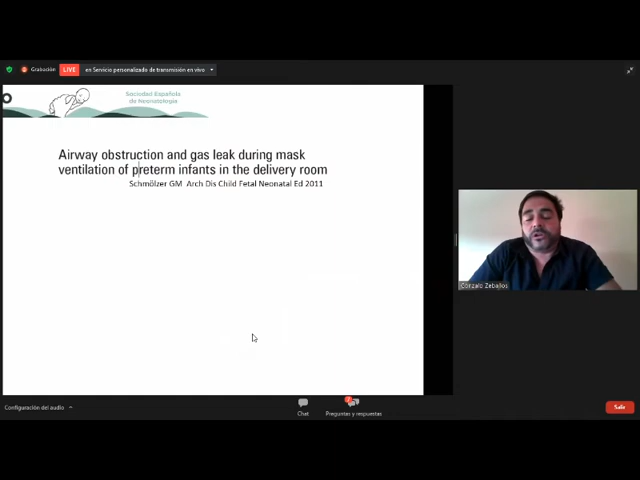 Grabación
LIVE
en Servicio personalizado de transmisión en vivo
Sociedad Española
de Neonatología
Airway obstruction and gas leak during mask
ventilation of preterm infants in the delivery room
Schmölzer GM Arch Dis Child Fetal Neonatal Ed 2011
Gonzalo Zeballos
Configuración del audio
Chat
Preguntas y respuestas
Salir